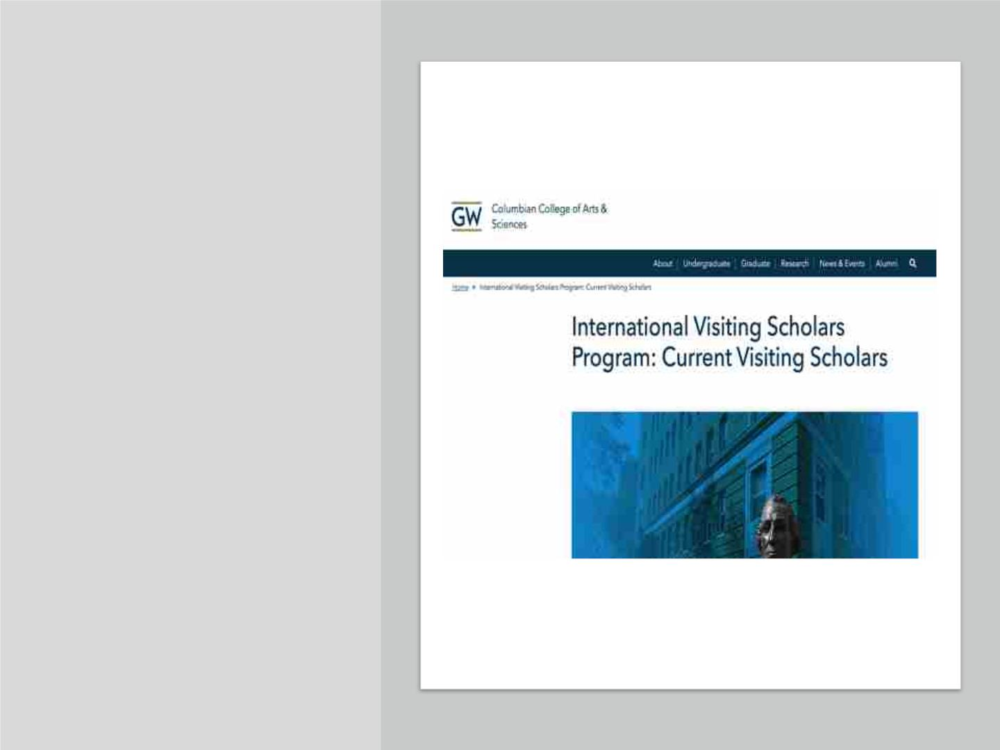 GW
Columbian College of Arts &
Sciences
About | Undergraduate | Graduate | Research | News & Events | Alumni
Home » International Visiting Scholars Program: Current Visiting Scholars
International Visiting Scholars
Program: Current Visiting Scholars